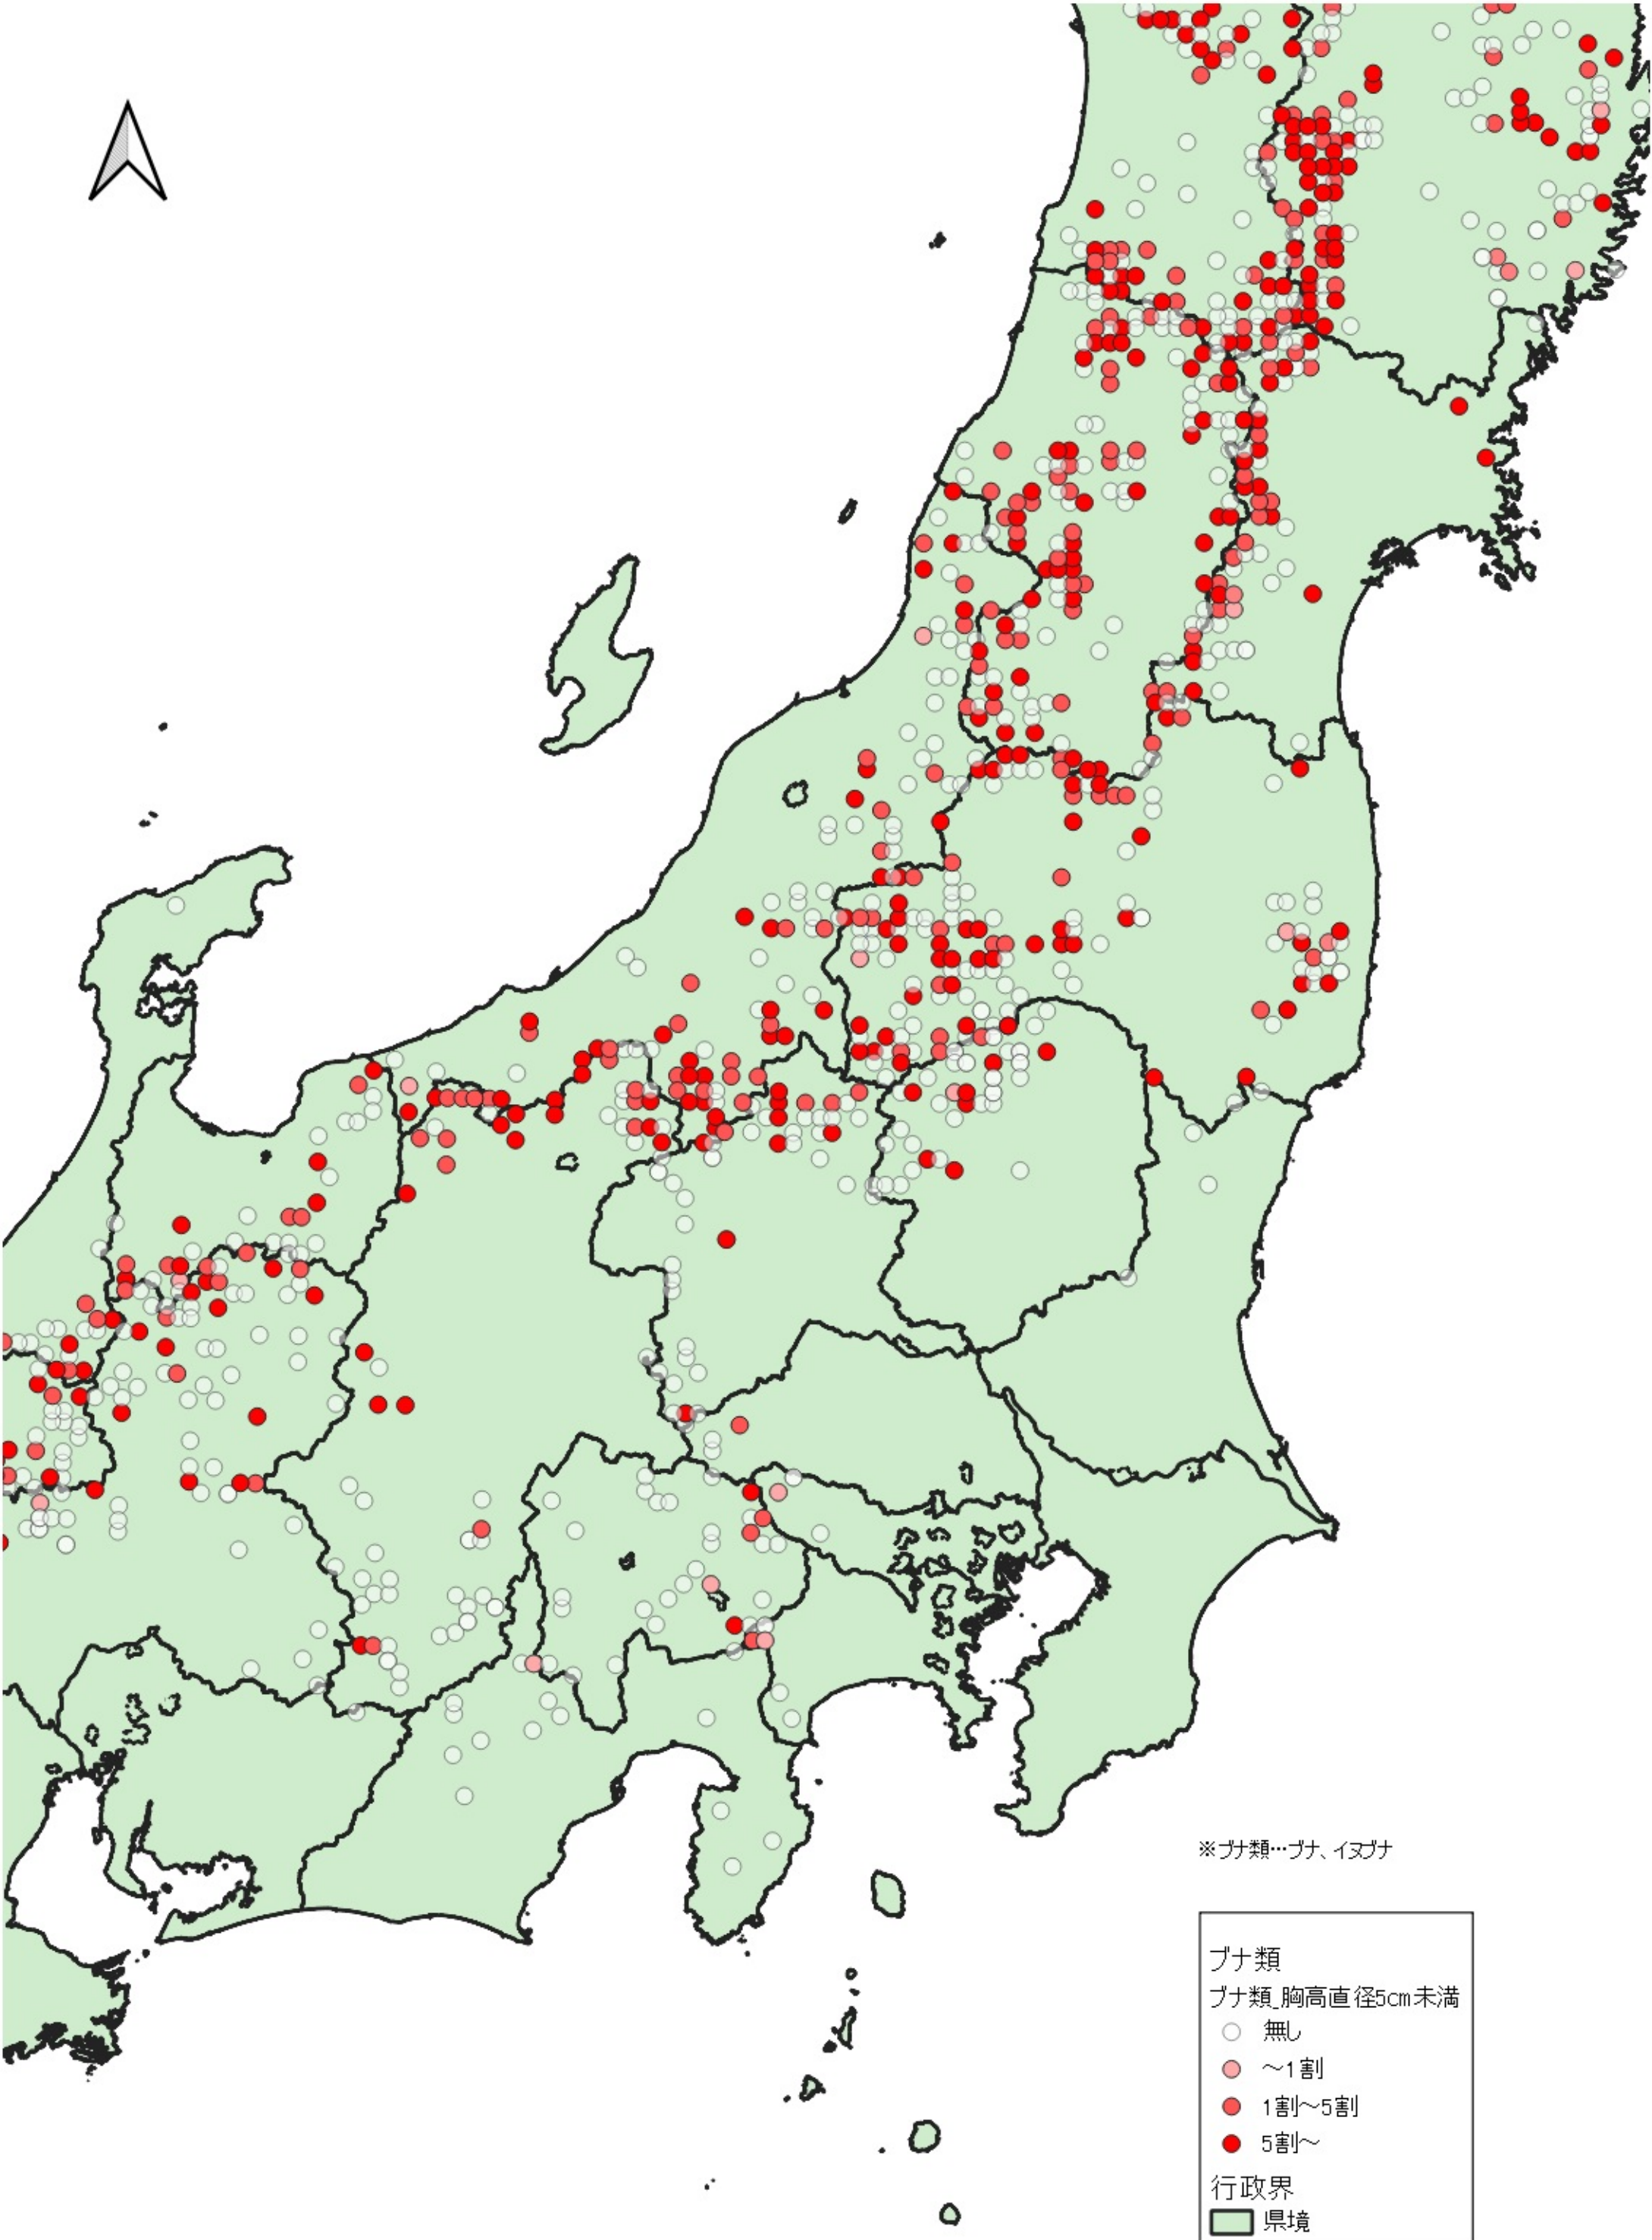 ※ブナ類…ブナ、イヌブナ
ブナ類
ブナ類_胸高直径5cm未満
無し
～1割
1割～5割
5割～
行政界
県境